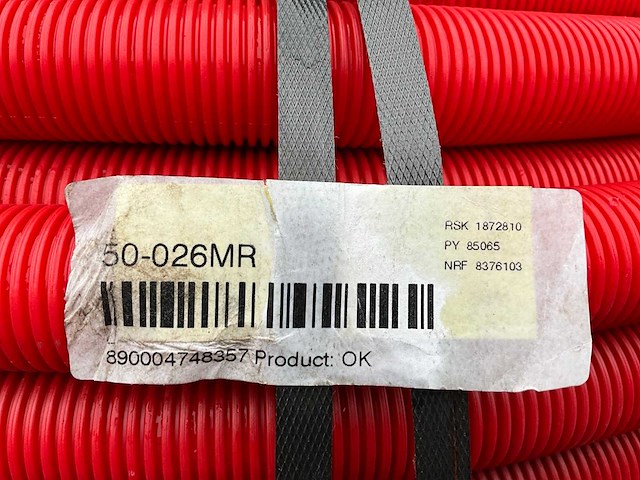 50-026MR
RSK 1872810
PY 85065
NRF 8376103
890004748357 Product: OK